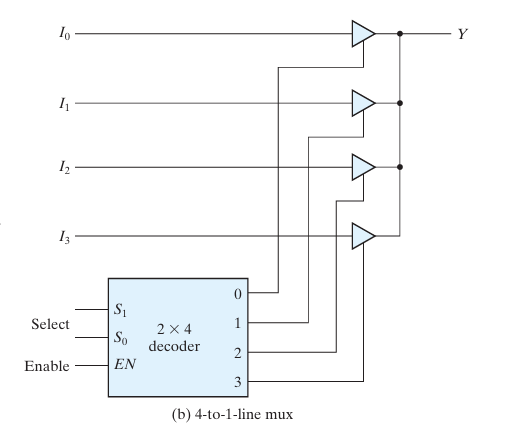 I₀
Y
I₁
I₂
I₃
0
S₁
1
Select
2 × 4
decoder
S₀
2
Enable
EN
3
(b) 4-to-1-line mux